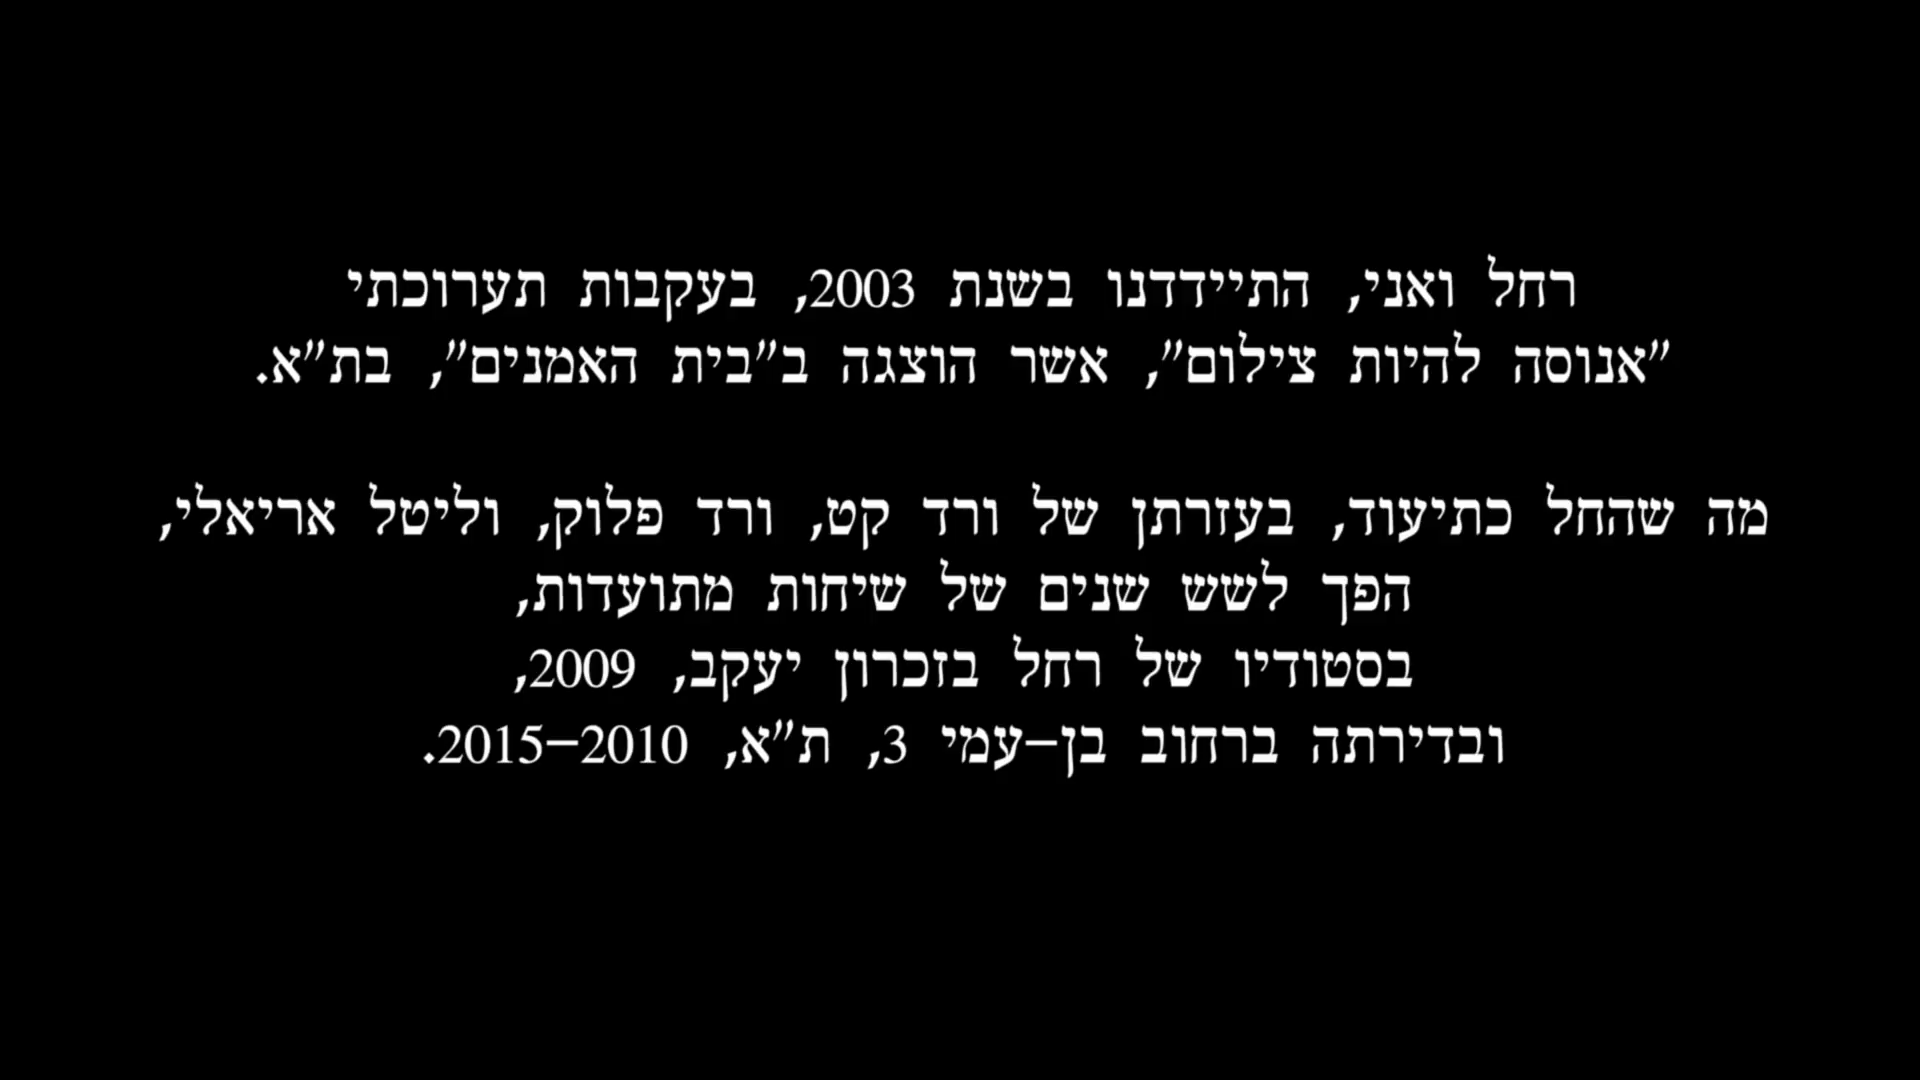 רחל ואני, התיידדנו בשנת 2003, בעקבות תערוכתי
"אנוסה להיות צילום", אשר הוצגה ב"בית האמנים", בת"א.
מה שהחל כתיעוד, בעזרתן של ורד קט, ורד פלוק, וליטל אריאלי,
הפך לשש שנים של שיחות מתועדות,
בסטודיו של רחל בזכרון יעקב, 2009,
ובדירתה ברחוב בן-עמי 3, ת"א, 2015-2010.